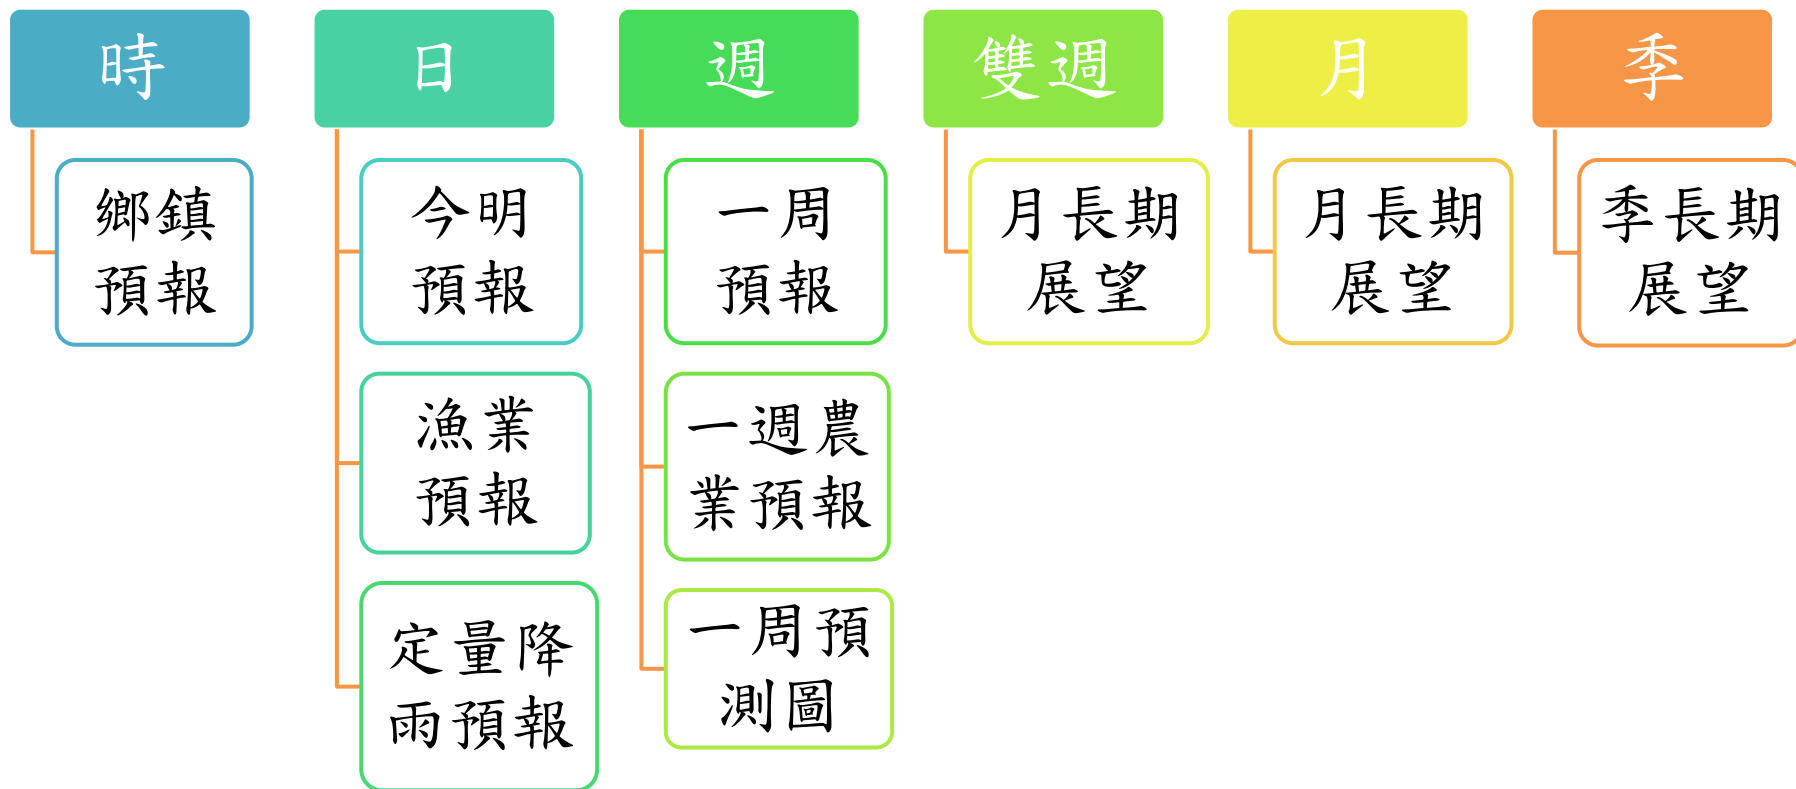 時
鄉鎮
預報
日
今明
預報
漁業
預報
定量降
雨預報
週
一周
預報
一週農
業預報
一周預
測圖
雙週
月長期
展望
月
月長期
展望
季
季長期
展望